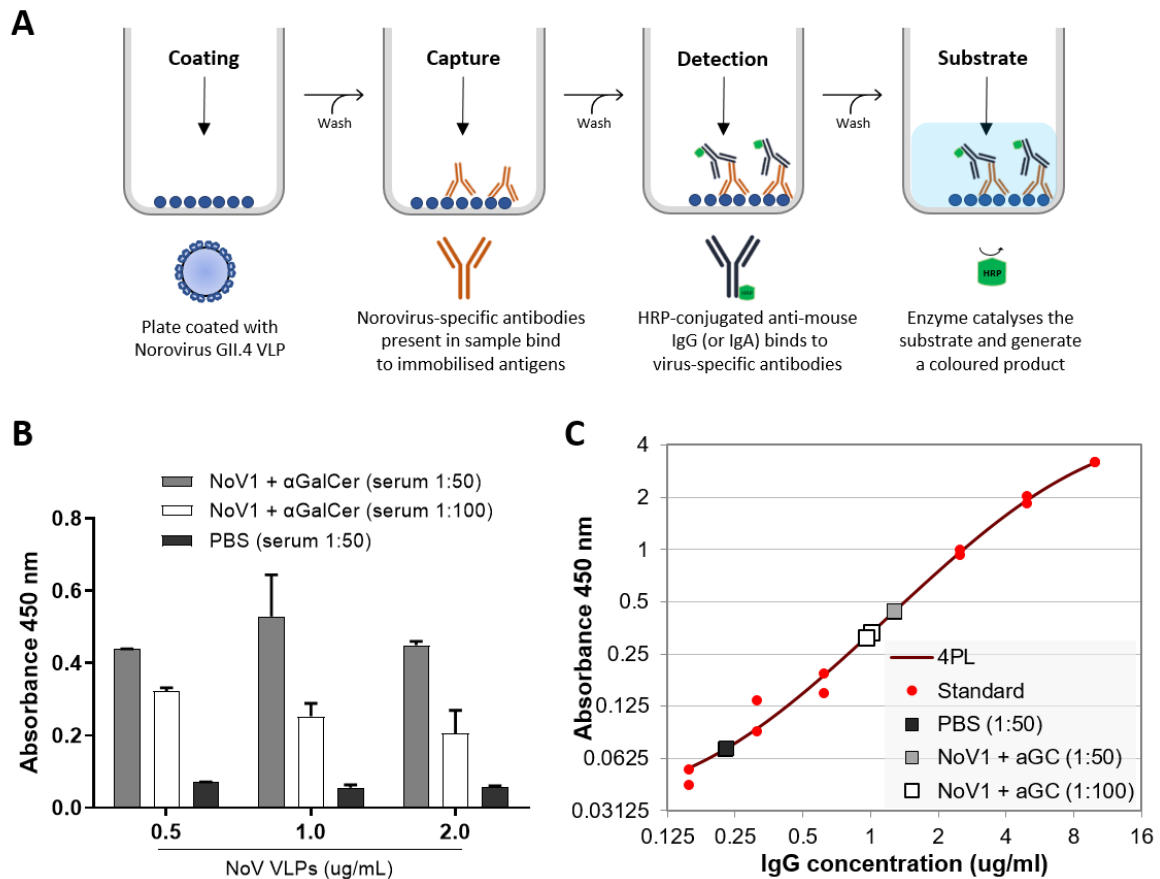 A
Coating
Capture
Detection
Substrate
Wash
Wash
Wash
HRP
HRP
Plate coated with
Norovirus GII.4 VLP
Norovirus-specific antibodies
present in sample bind
to immobilised antigens
HRP-conjugated anti-mouse
IgG (or IgA) binds to
virus-specific antibodies
Enzyme catalyses the
substrate and generate
a coloured product
B
NoV1 + αGalCer (serum 1:50)
NoV1 + αGalCer (serum 1:100)
PBS (serum 1:50)
Absorbance 450 nm
0.8
0.6
0.4
0.2
0.0
0.5
1.0
2.0
NoV VLPs (ug/mL)
C
Absorbance 450 nm
4
2
1
0.5
0.25
0.125
0.0625
0.03125
4PL
Standard
PBS (1:50)
NoV1 + aGC (1:50)
NoV1 + aGC (1:100)
0.125
0.25
0.5
1
2
4
8
16
IgG concentration (ug/ml)